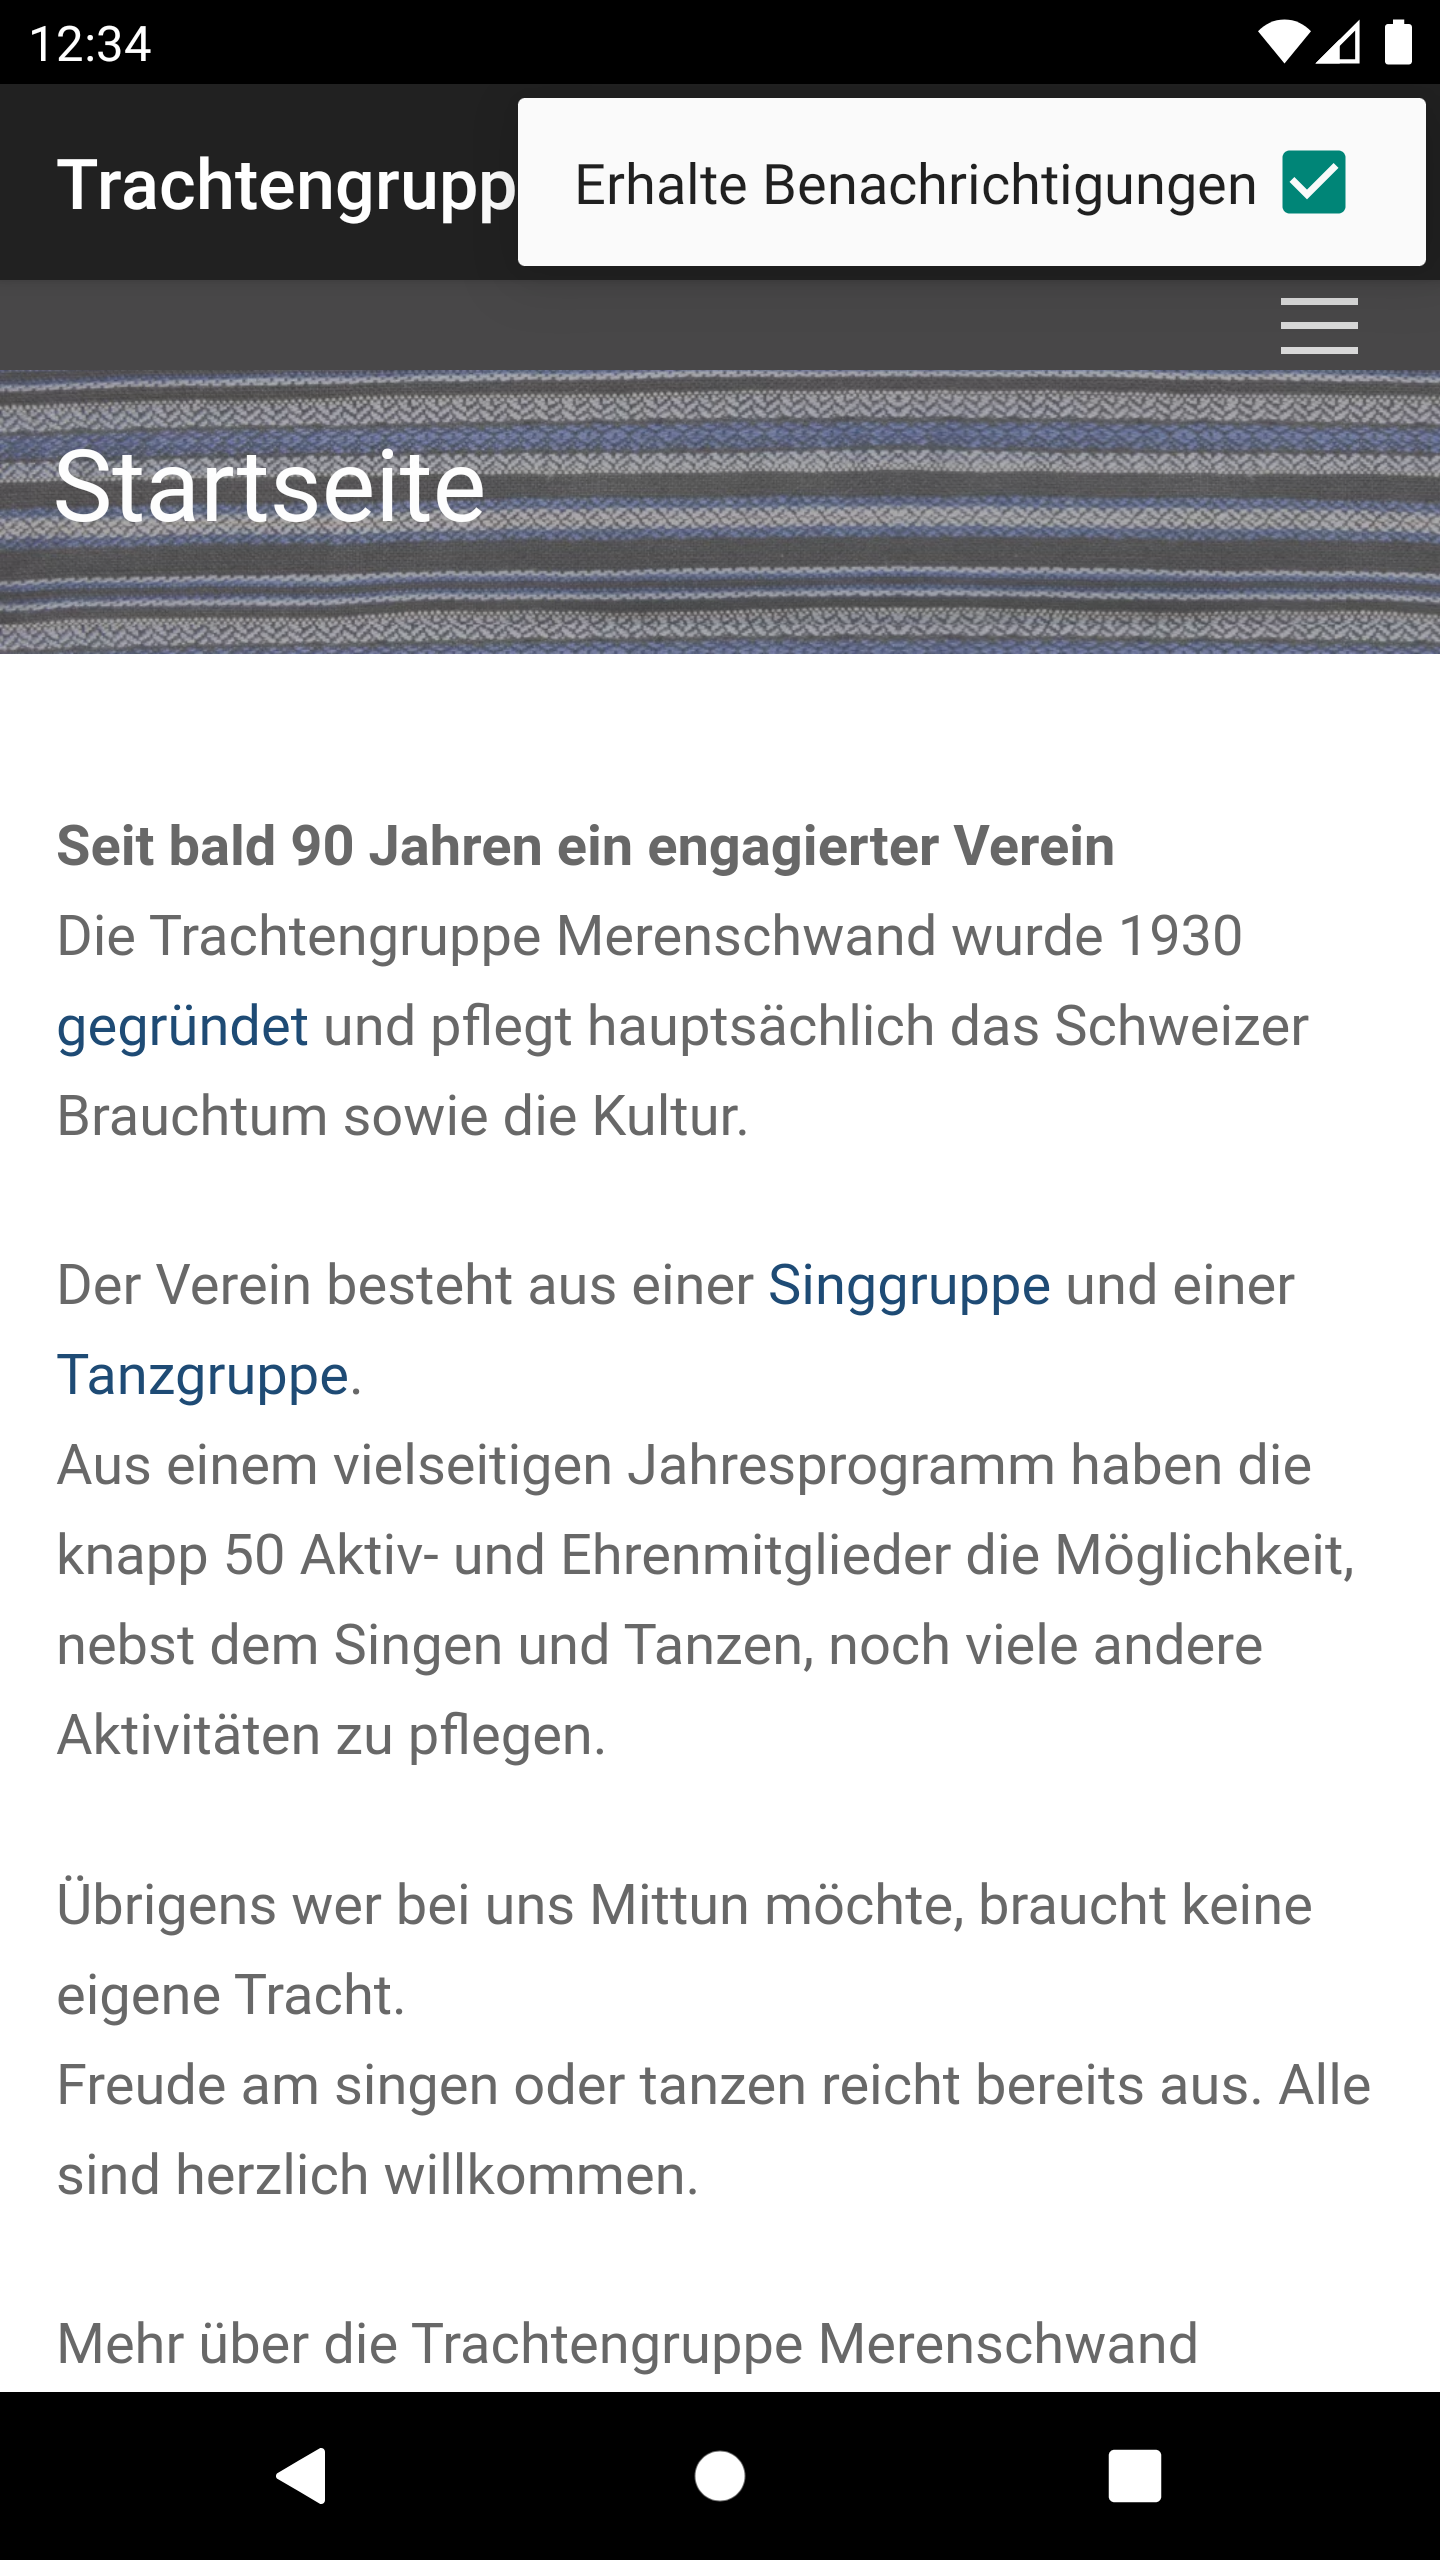 12:34
Trachtengrupp
Erhalte Benachrichtigungen
Startseite
Seit bald 90 Jahren ein engagierter Verein
Die Trachtengruppe Merenschwand wurde 1930
gegründet und pflegt hauptsächlich das Schweizer
Brauchtum sowie die Kultur.
Der Verein besteht aus einer Singgruppe und einer
Tanzgruppe.
Aus einem vielseitigen Jahresprogramm haben die
knapp 50 Aktiv- und Ehrenmitglieder die Möglichkeit,
nebst dem Singen und Tanzen, noch viele andere
Aktivitäten zu pflegen.
Übrigens wer bei uns Mittun möchte, braucht keine
eigene Tracht.
Freude am singen oder tanzen reicht bereits aus. Alle
sind herzlich willkommen.
Mehr über die Trachtengruppe Merenschwand